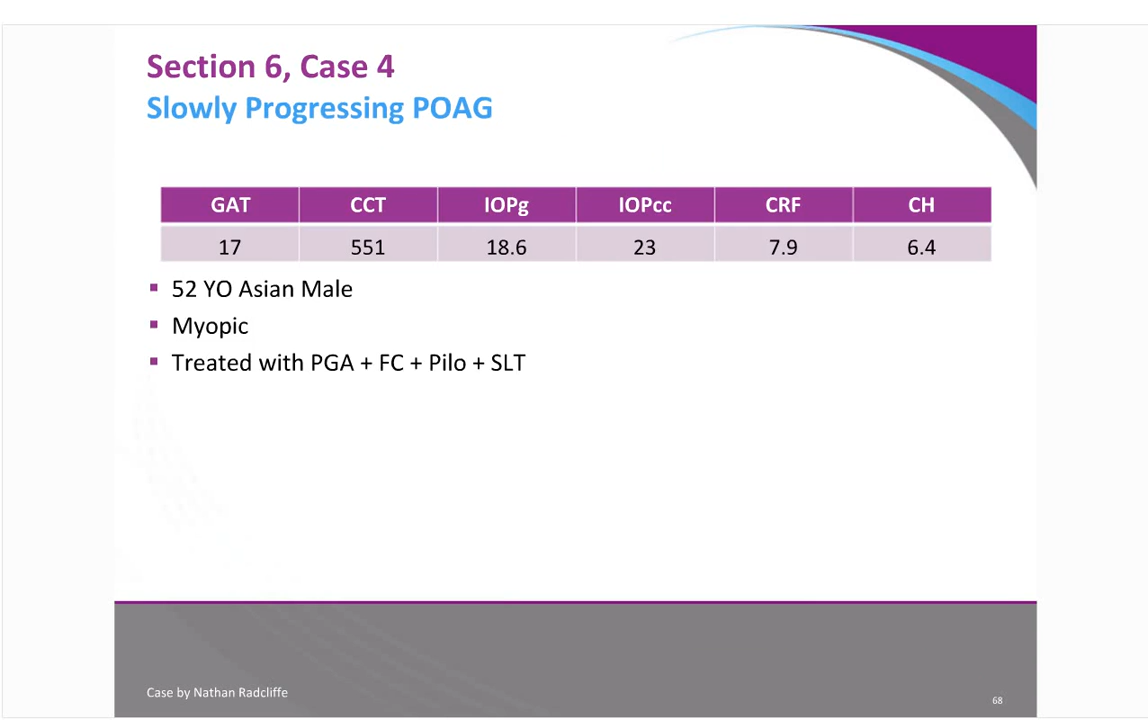 Section 6, Case 4
Slowly Progressing POAG
GAT CCT IOPg IOPcc CRF CH
17 551 18.6 23 7.9 6.4
▪ 52 YO Asian Male
▪ Myopic
▪ Treated with PGA + FC + Pilo + SLT
Case by Nathan Radcliffe
68